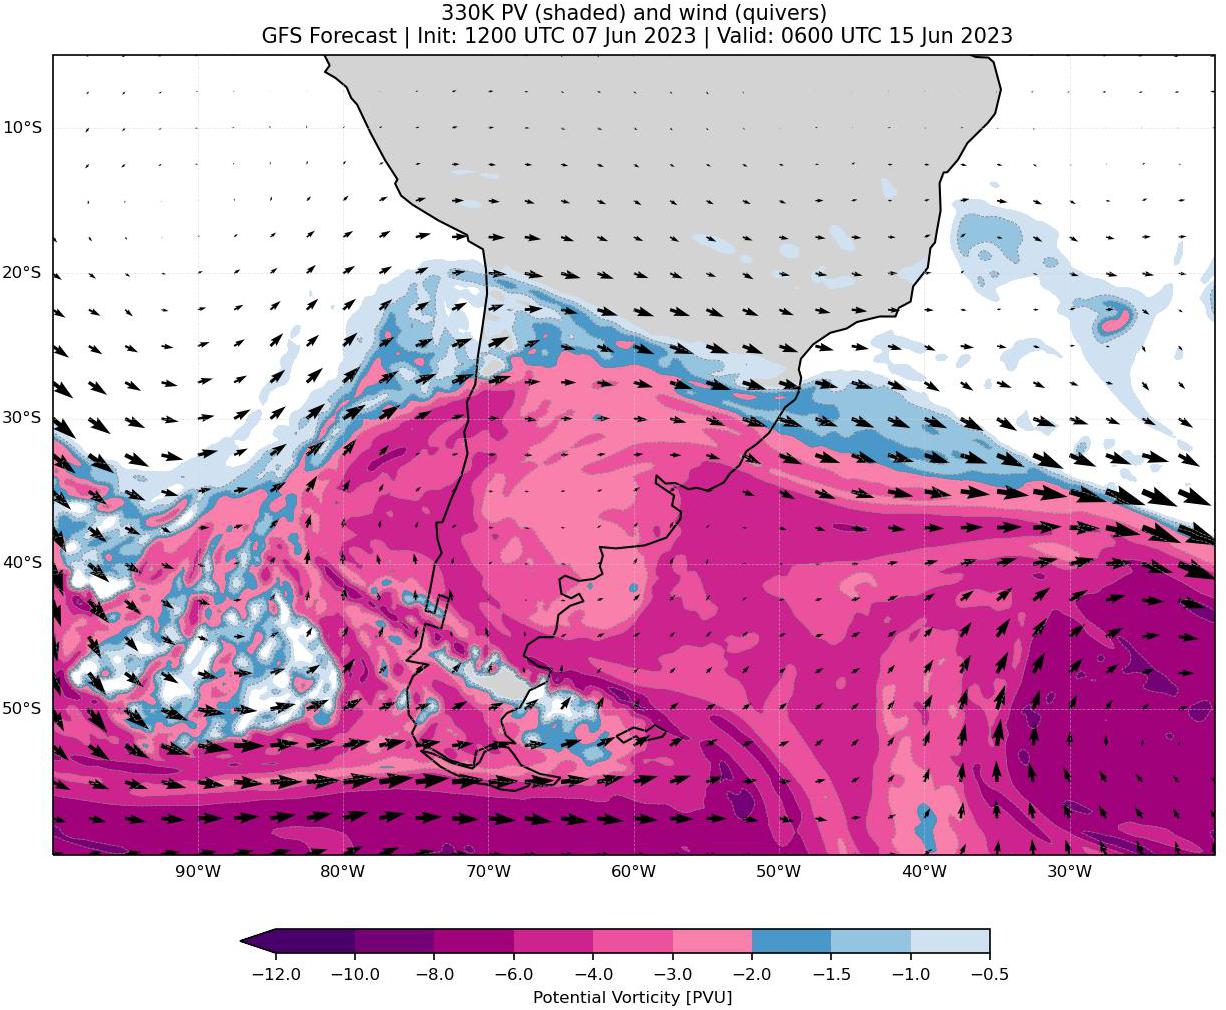 330K PV (shaded) and wind (quivers)
GFS Forecast | Init: 1200 UTC 07 Jun 2023 | Valid: 0600 UTC 15 Jun 2023
10°S
20°S
30°S
40°S
50°S
90°W 80°W 70°W 60°W 50°W 40°W 30°W
−12.0 −10.0 −8.0 −6.0 −4.0 −3.0 −2.0 −1.5 −1.0 −0.5
Potential Vorticity [PVU]